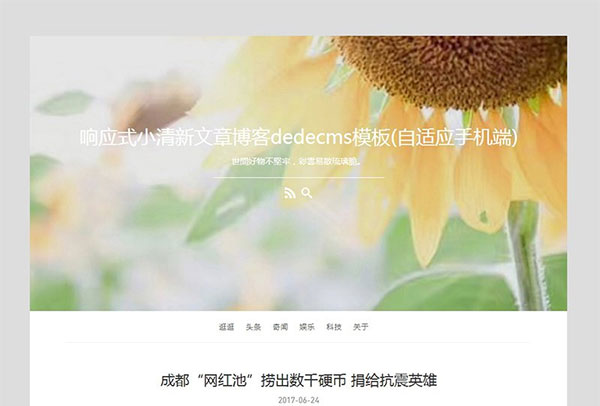 响应式小清新文章博客dedecms模板(自适应手机端)
世间好物不坚牢,彩云易散琉璃脆。
逛逛 头条 奇闻 娱乐 科技 关于
成都“网红池”捞出数千硬币 捐给抗震英雄
2017-06-24